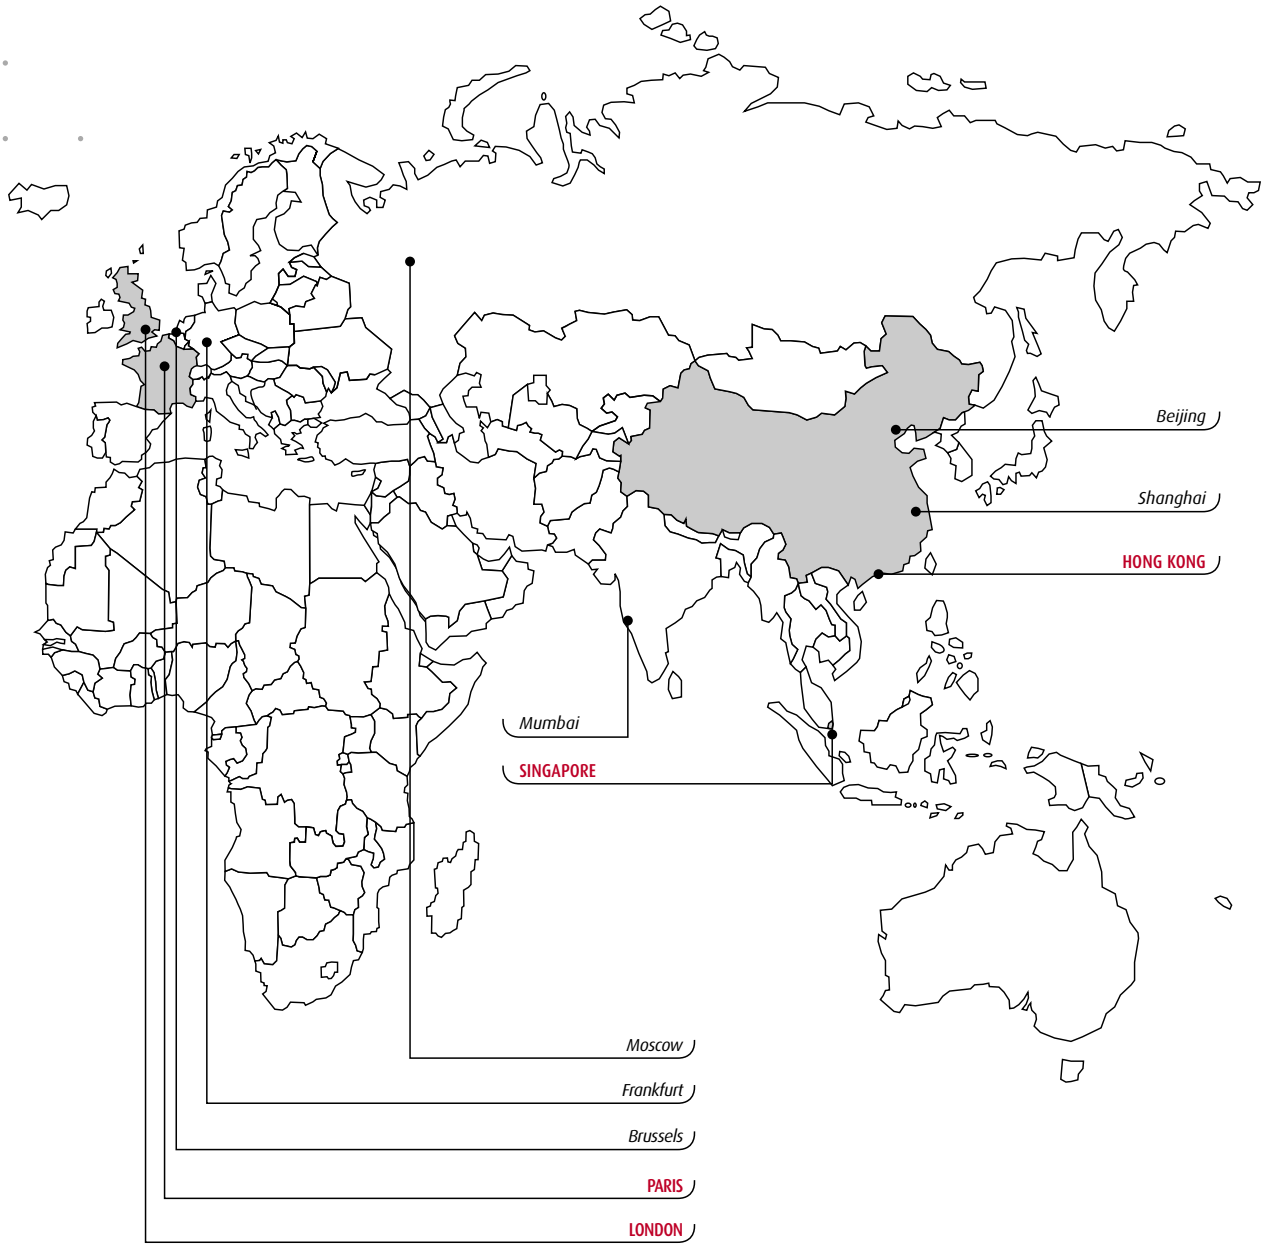 Beijing
Shanghai
HONG KONG
Mumbai
SINGAPORE
Moscow
Frankfurt
Brussels
PARIS
LONDON